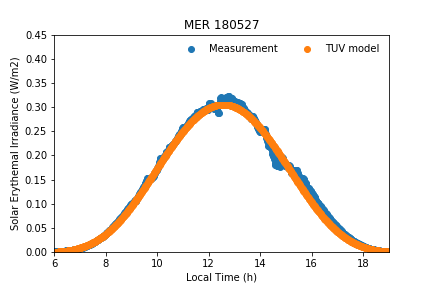 MER 180527
Measurement TUV model
Solar Erythemal Irradiance (W/m2)
0.45
0.40
0.35
0.30
0.25
0.20
0.15
0.10
0.05
0.00
6 8 10 12 14 16 18
Local Time (h)